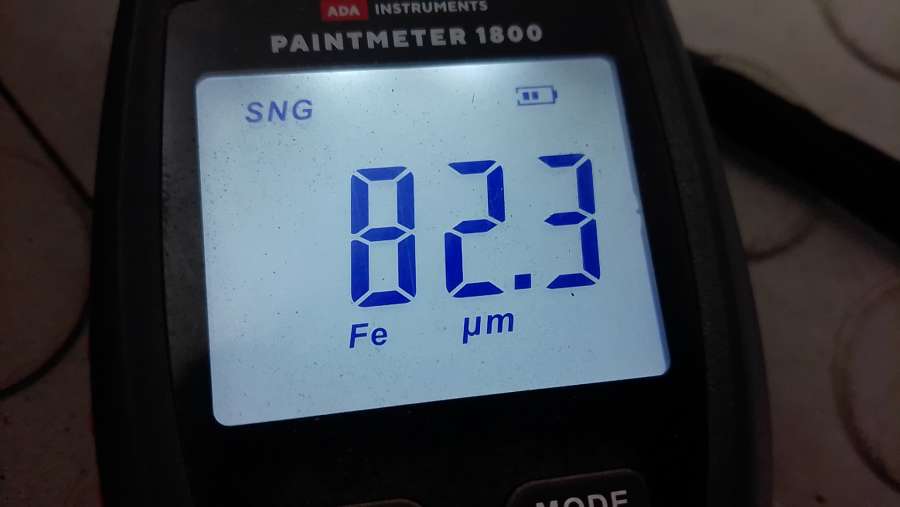 ADA INSTRUMENTS
PAINTMETER 1800
SNG
82.3
Fe µm
MODE